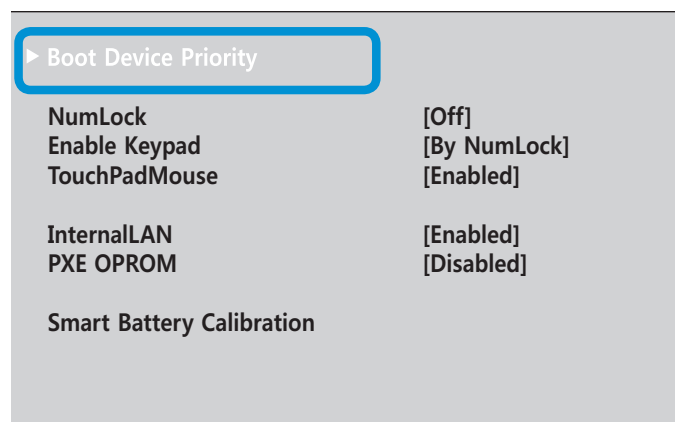 Boot Device Priority
NumLock [Off]
Enable Keypad [By NumLock]
TouchPadMouse [Enabled]
InternalLAN [Enabled]
PXE OPROM [Disabled]
Smart Battery Calibration